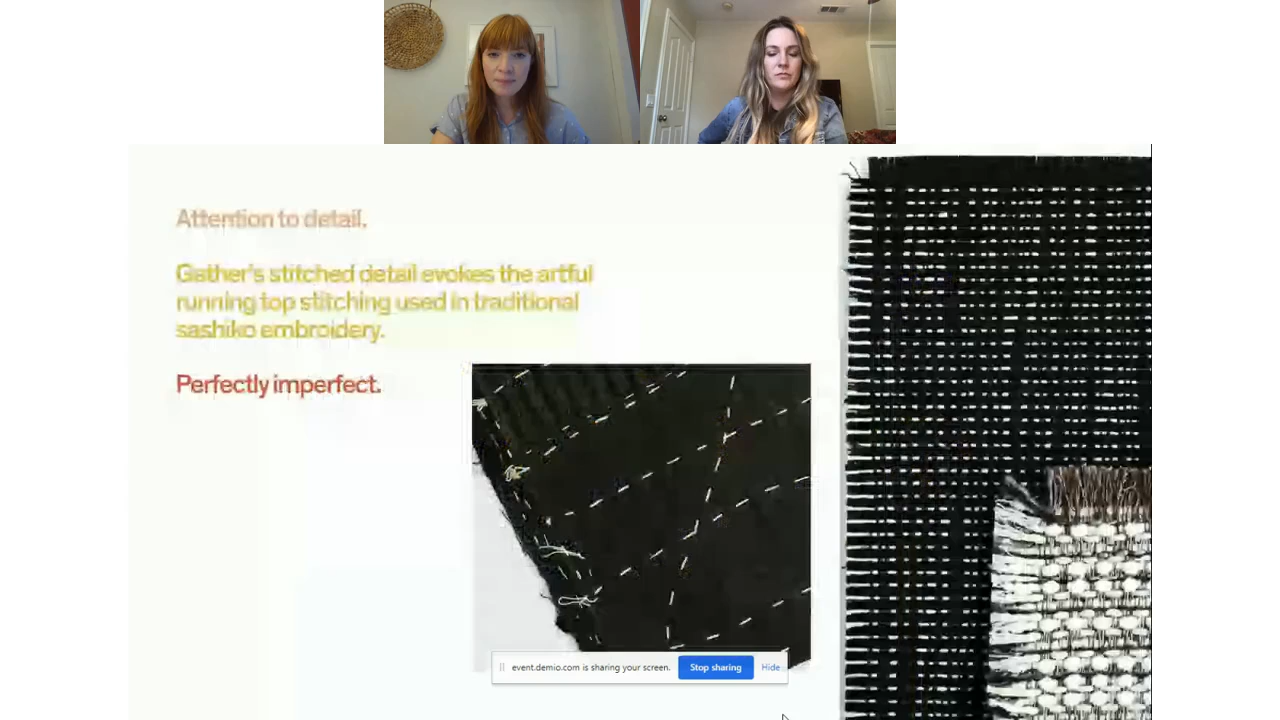 Attention to detail.
Gather's stitched detail evokes the artful
running top stitching used in traditional
sashiko embroidery.
Perfectly imperfect.
event.demio.com is sharing your screen.
Stop sharing
Hide